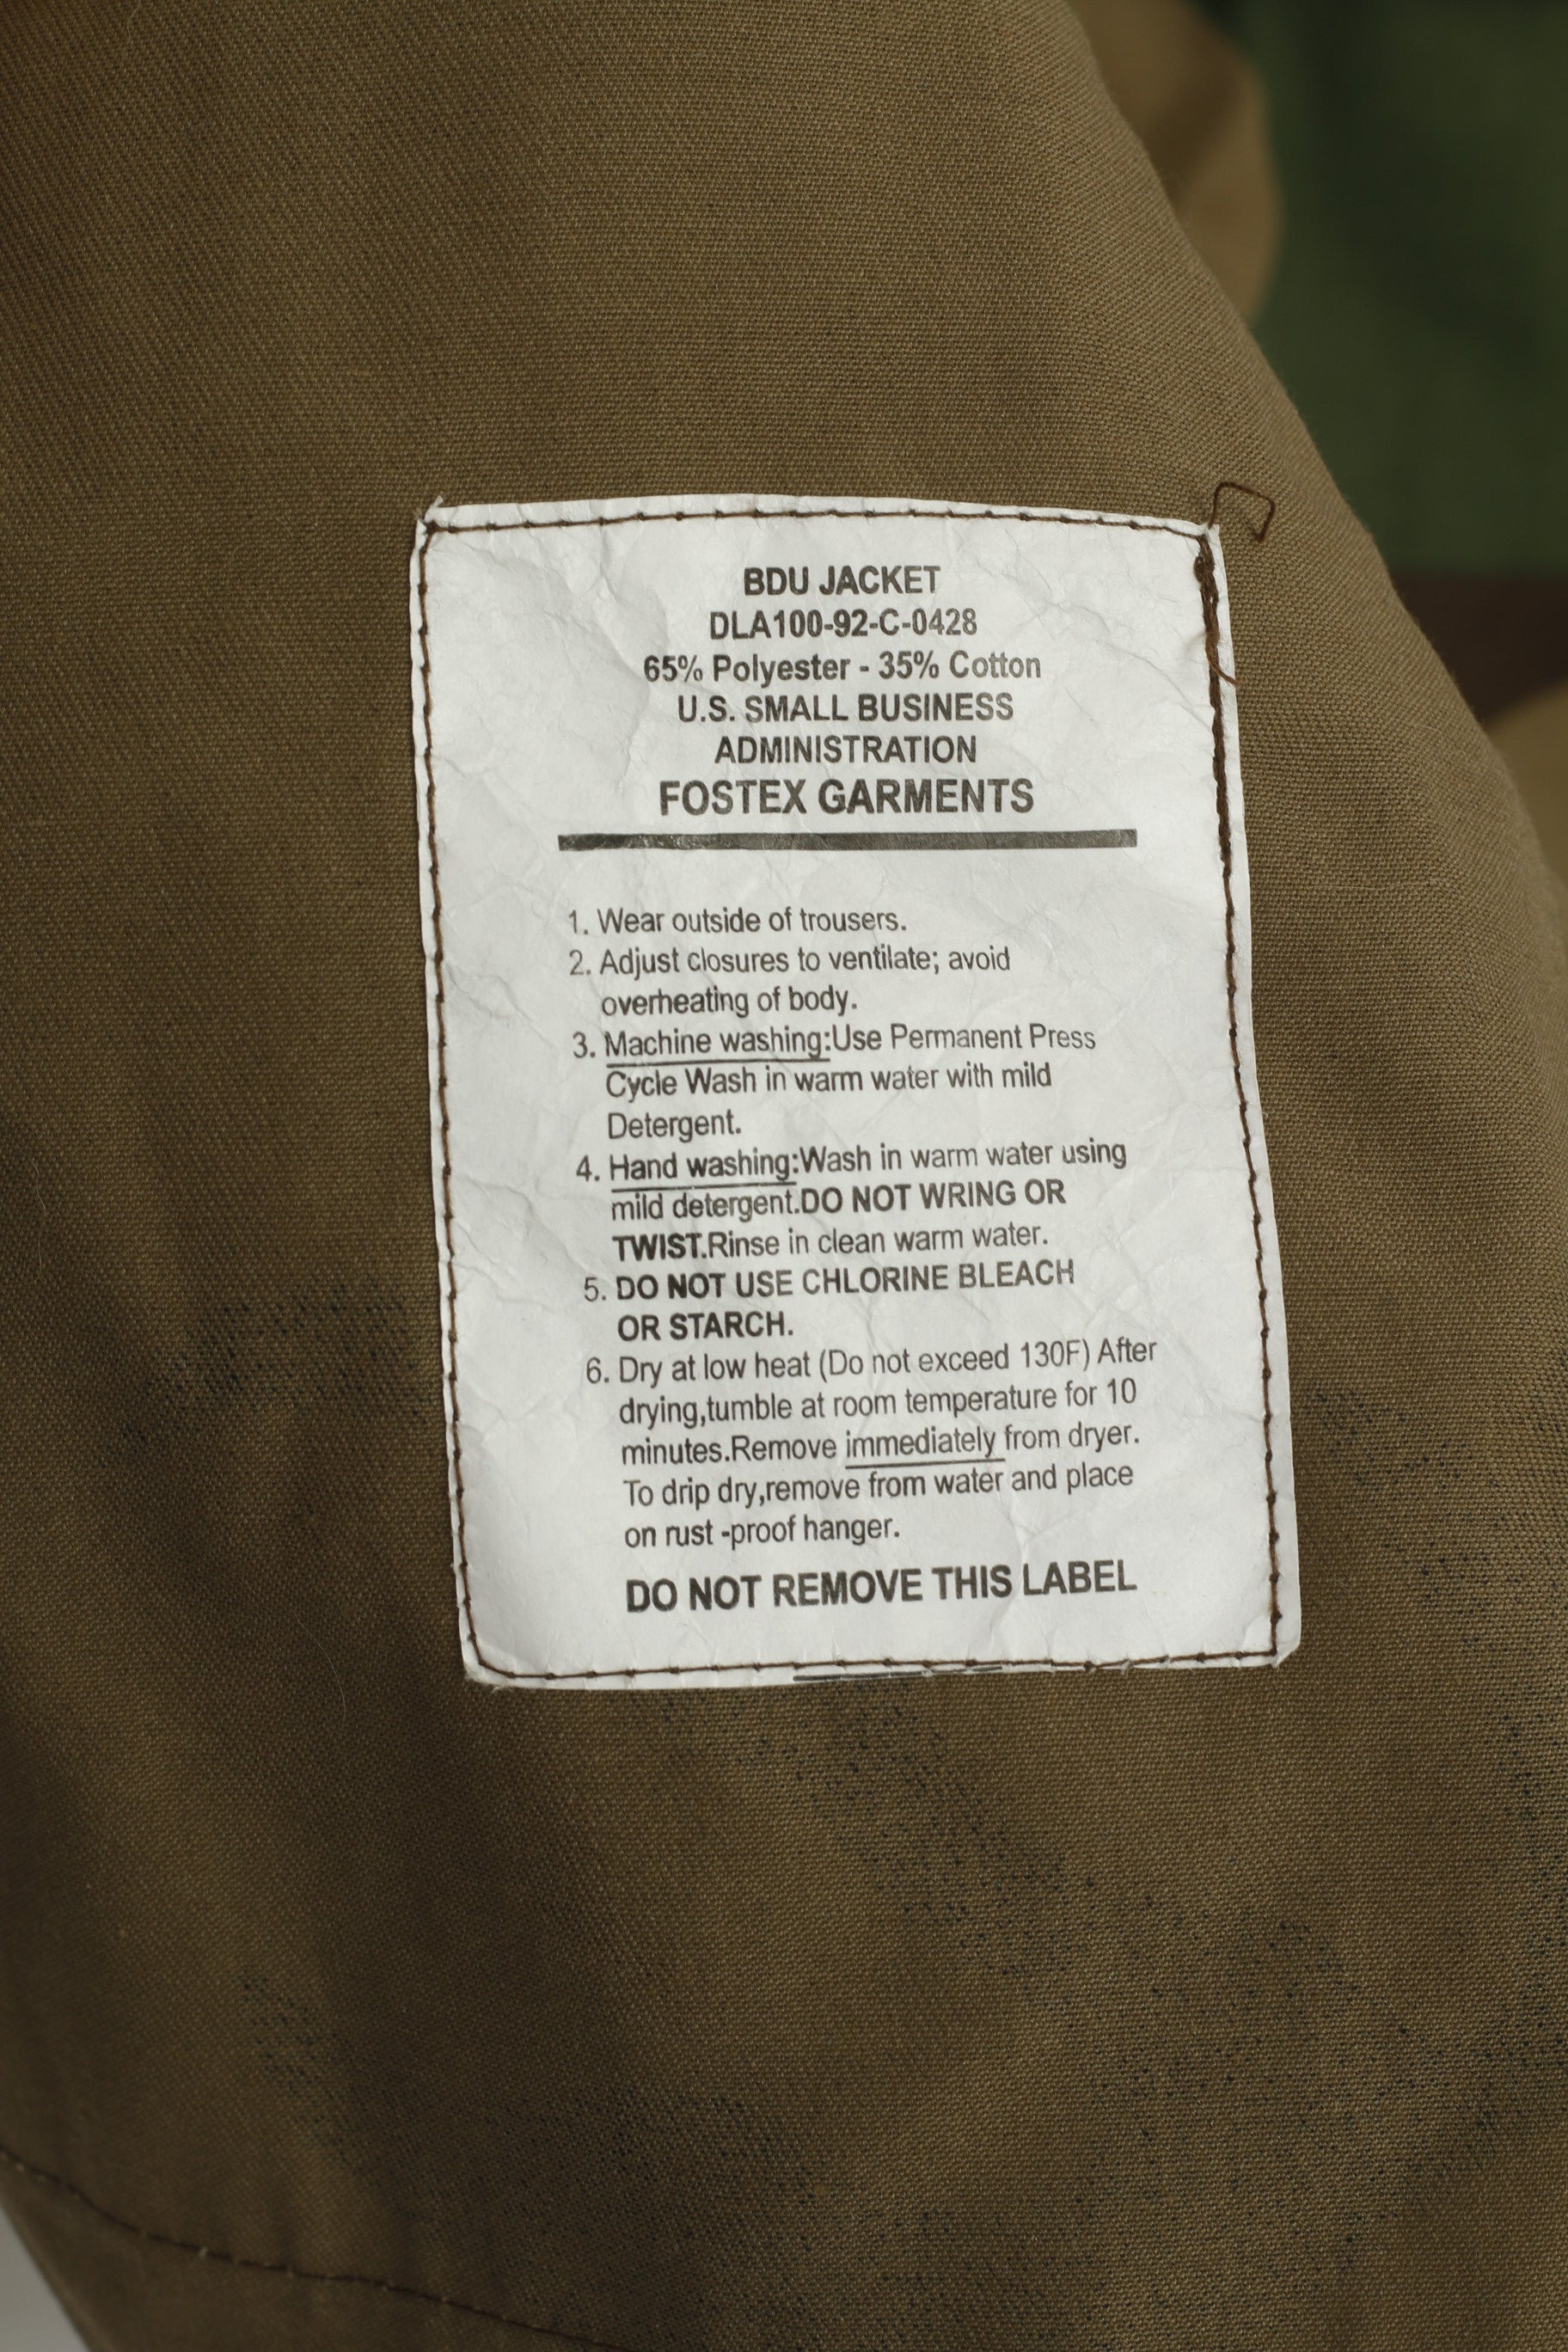 BDU JACKET
DLA100-92-C-0428
65% Polyester - 35% Cotton
U.S. SMALL BUSINESS
ADMINISTRATION
FOSTEX GARMENTS
1. Wear outside of trousers.
2. Adjust closures to ventilate; avoid
overheating of body.
3. Machine washing:Use Permanent Press
Cycle Wash in warm water with mild
Detergent.
4. Hand washing:Wash in warm water using
mild detergent.DO NOT WRING OR
TWIST.Rinse in clean warm water.
5. DO NOT USE CHLORINE BLEACH
OR STARCH.
6. Dry at low heat (Do not exceed 130F) After
drying,tumble at room temperature for 10
minutes.Remove immediately from dryer.
To drip dry,remove from water and place
on rust -proof hanger.
DO NOT REMOVE THIS LABEL